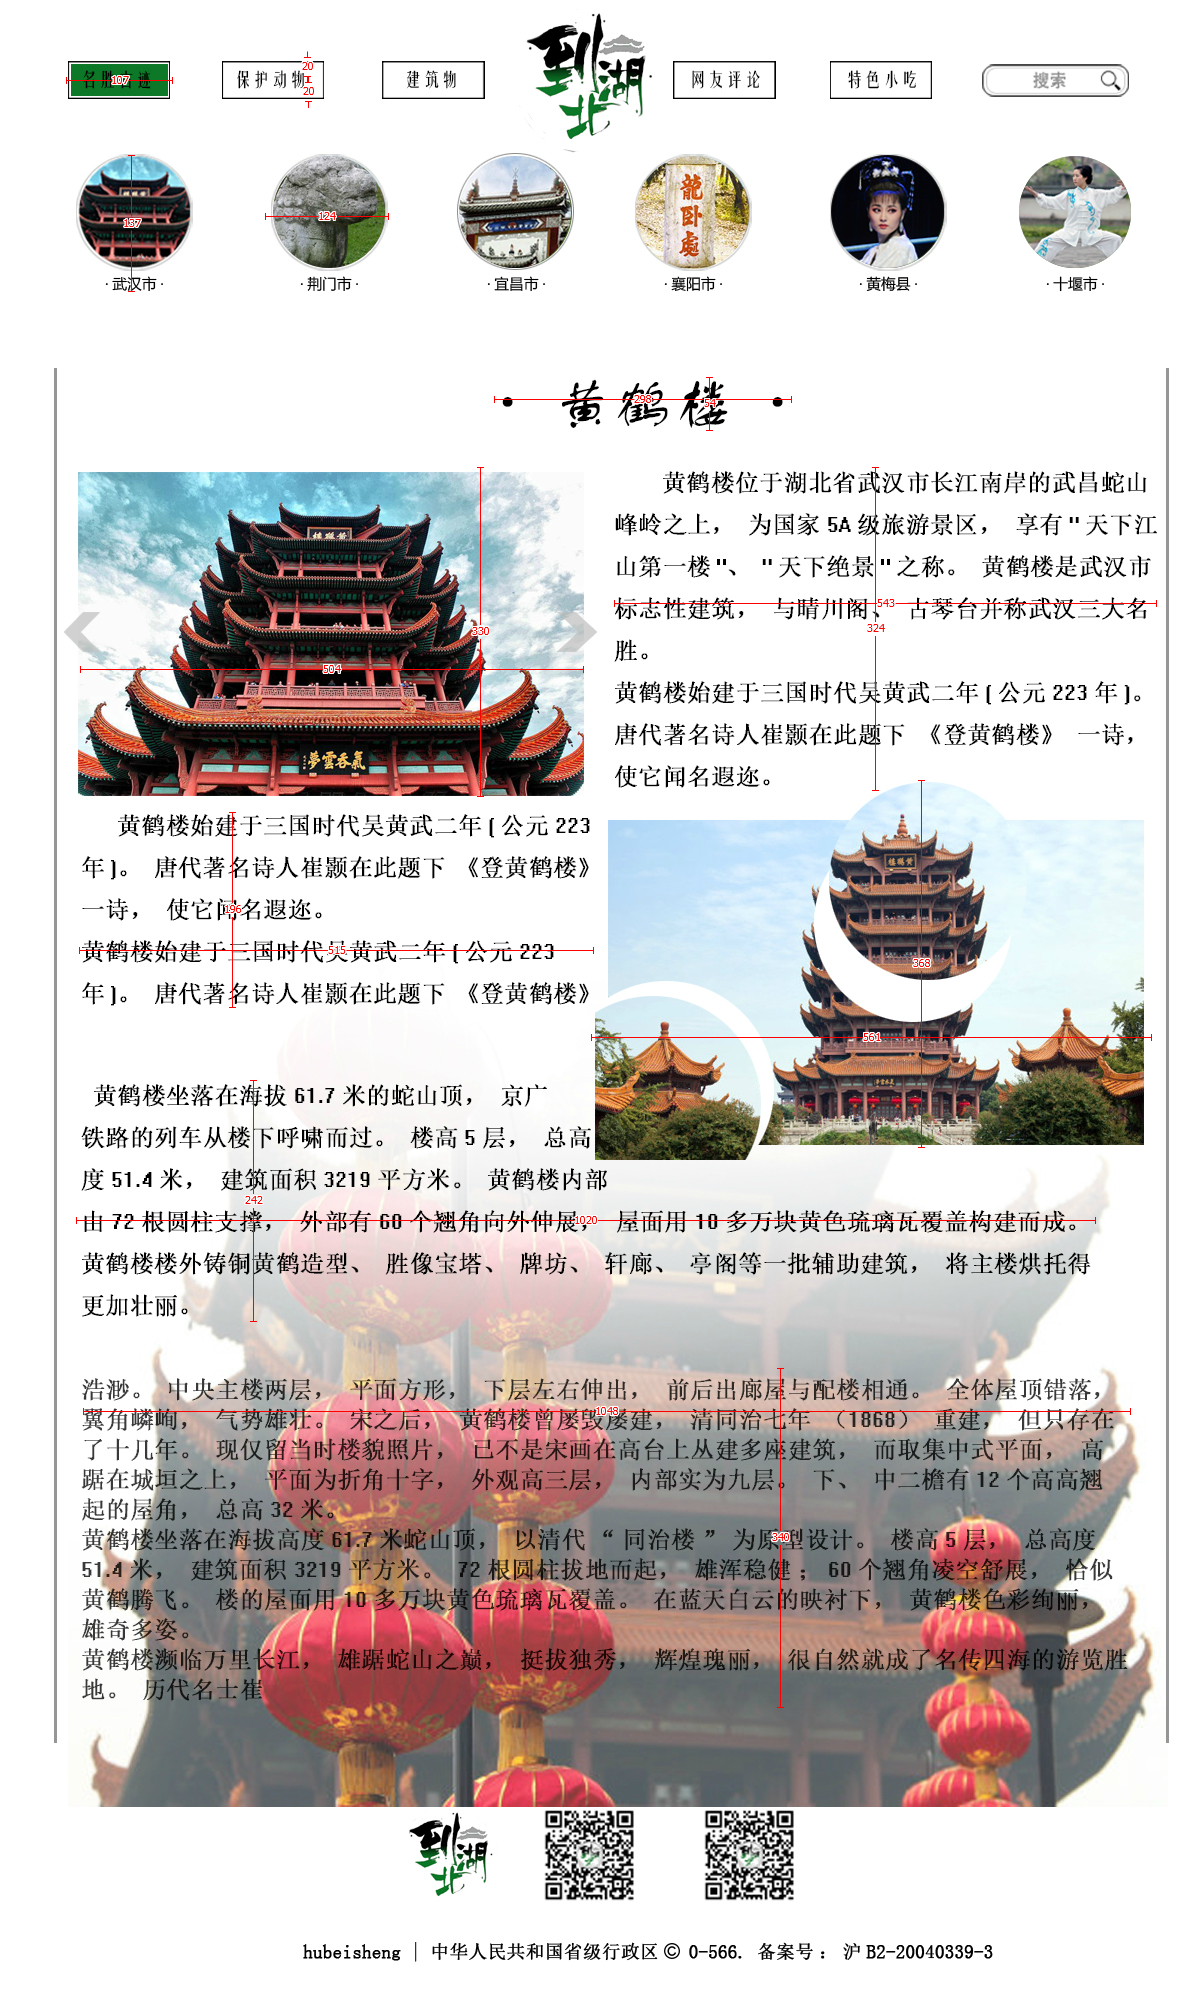 名胜古迹
保护动物
建筑物
到湖北
网友评论
特色小吃
搜索
107
20
20
137
124
龍卧處
·武汉市·
·荆门市·
·宜昌市·
·襄阳市·
·黄梅县·
·十堰市·
• 黄鹤楼 •
298
54
330
504
氣吞雲夢
黄鹤楼位于湖北省武汉市长江南岸的武昌蛇山
峰岭之上， 为国家 5A 级旅游景区， 享有 " 天下江
山第一楼 "、 " 天下绝景 " 之称。 黄鹤楼是武汉市
标志性建筑， 与晴川阁、 古琴台并称武汉三大名
胜。
黄鹤楼始建于三国时代吴黄武二年 ( 公元 223 年 )。
唐代著名诗人崔颢在此题下 《登黄鹤楼》 一诗，
使它闻名遐迩。
543
324
黄鹤楼始建于三国时代吴黄武二年 ( 公元 223
年 )。 唐代著名诗人崔颢在此题下 《登黄鹤楼》
一诗， 使它闻名遐迩。
黄鹤楼始建于三国时代吴黄武二年 ( 公元 223
年 )。 唐代著名诗人崔颢在此题下 《登黄鹤楼》
196
515
368
561
黄鹤楼坐落在海拔 61.7 米的蛇山顶， 京广
铁路的列车从楼下呼啸而过。 楼高 5 层， 总高
度 51.4 米， 建筑面积 3219 平方米。 黄鹤楼内部
由 72 根圆柱支撑， 外部有 60 个翘角向外伸展， 屋面用 10 多万块黄色琉璃瓦覆盖构建而成。
黄鹤楼楼外铸铜黄鹤造型、 胜像宝塔、 牌坊、 轩廊、 亭阁等一批辅助建筑， 将主楼烘托得
更加壮丽。
242
1020
浩渺。 中央主楼两层， 平面方形， 下层左右伸出， 前后出廊屋与配楼相通。 全体屋顶错落，
翼角嶙峋， 气势雄壮。 宋之后， 黄鹤楼曾屡毁屡建， 清同治七年 （1868） 重建， 但只存在
了十几年。 现仅留当时楼貌照片， 已不是宋画在高台上丛建多座建筑， 而取集中式平面， 高
踞在城垣之上， 平面为折角十字， 外观高三层， 内部实为九层。 下、 中二檐有 12 个高高翘
起的屋角， 总高 32 米。
黄鹤楼坐落在海拔高度 61.7 米蛇山顶， 以清代 “ 同治楼 ” 为原型设计。 楼高 5 层， 总高度
51.4 米， 建筑面积 3219 平方米。 72 根圆柱拔地而起， 雄浑稳健 ； 60 个翘角凌空舒展， 恰似
黄鹤腾飞。 楼的屋面用 10 多万块黄色琉璃瓦覆盖。 在蓝天白云的映衬下， 黄鹤楼色彩绚丽，
雄奇多姿。
黄鹤楼濒临万里长江， 雄踞蛇山之巅， 挺拔独秀， 辉煌瑰丽， 很自然就成了名传四海的游览胜
地。 历代名士崔
1048
340
到湖北
hubeisheng | 中华人民共和国省级行政区 © 0-566. 备案号： 沪 B2-20040339-3